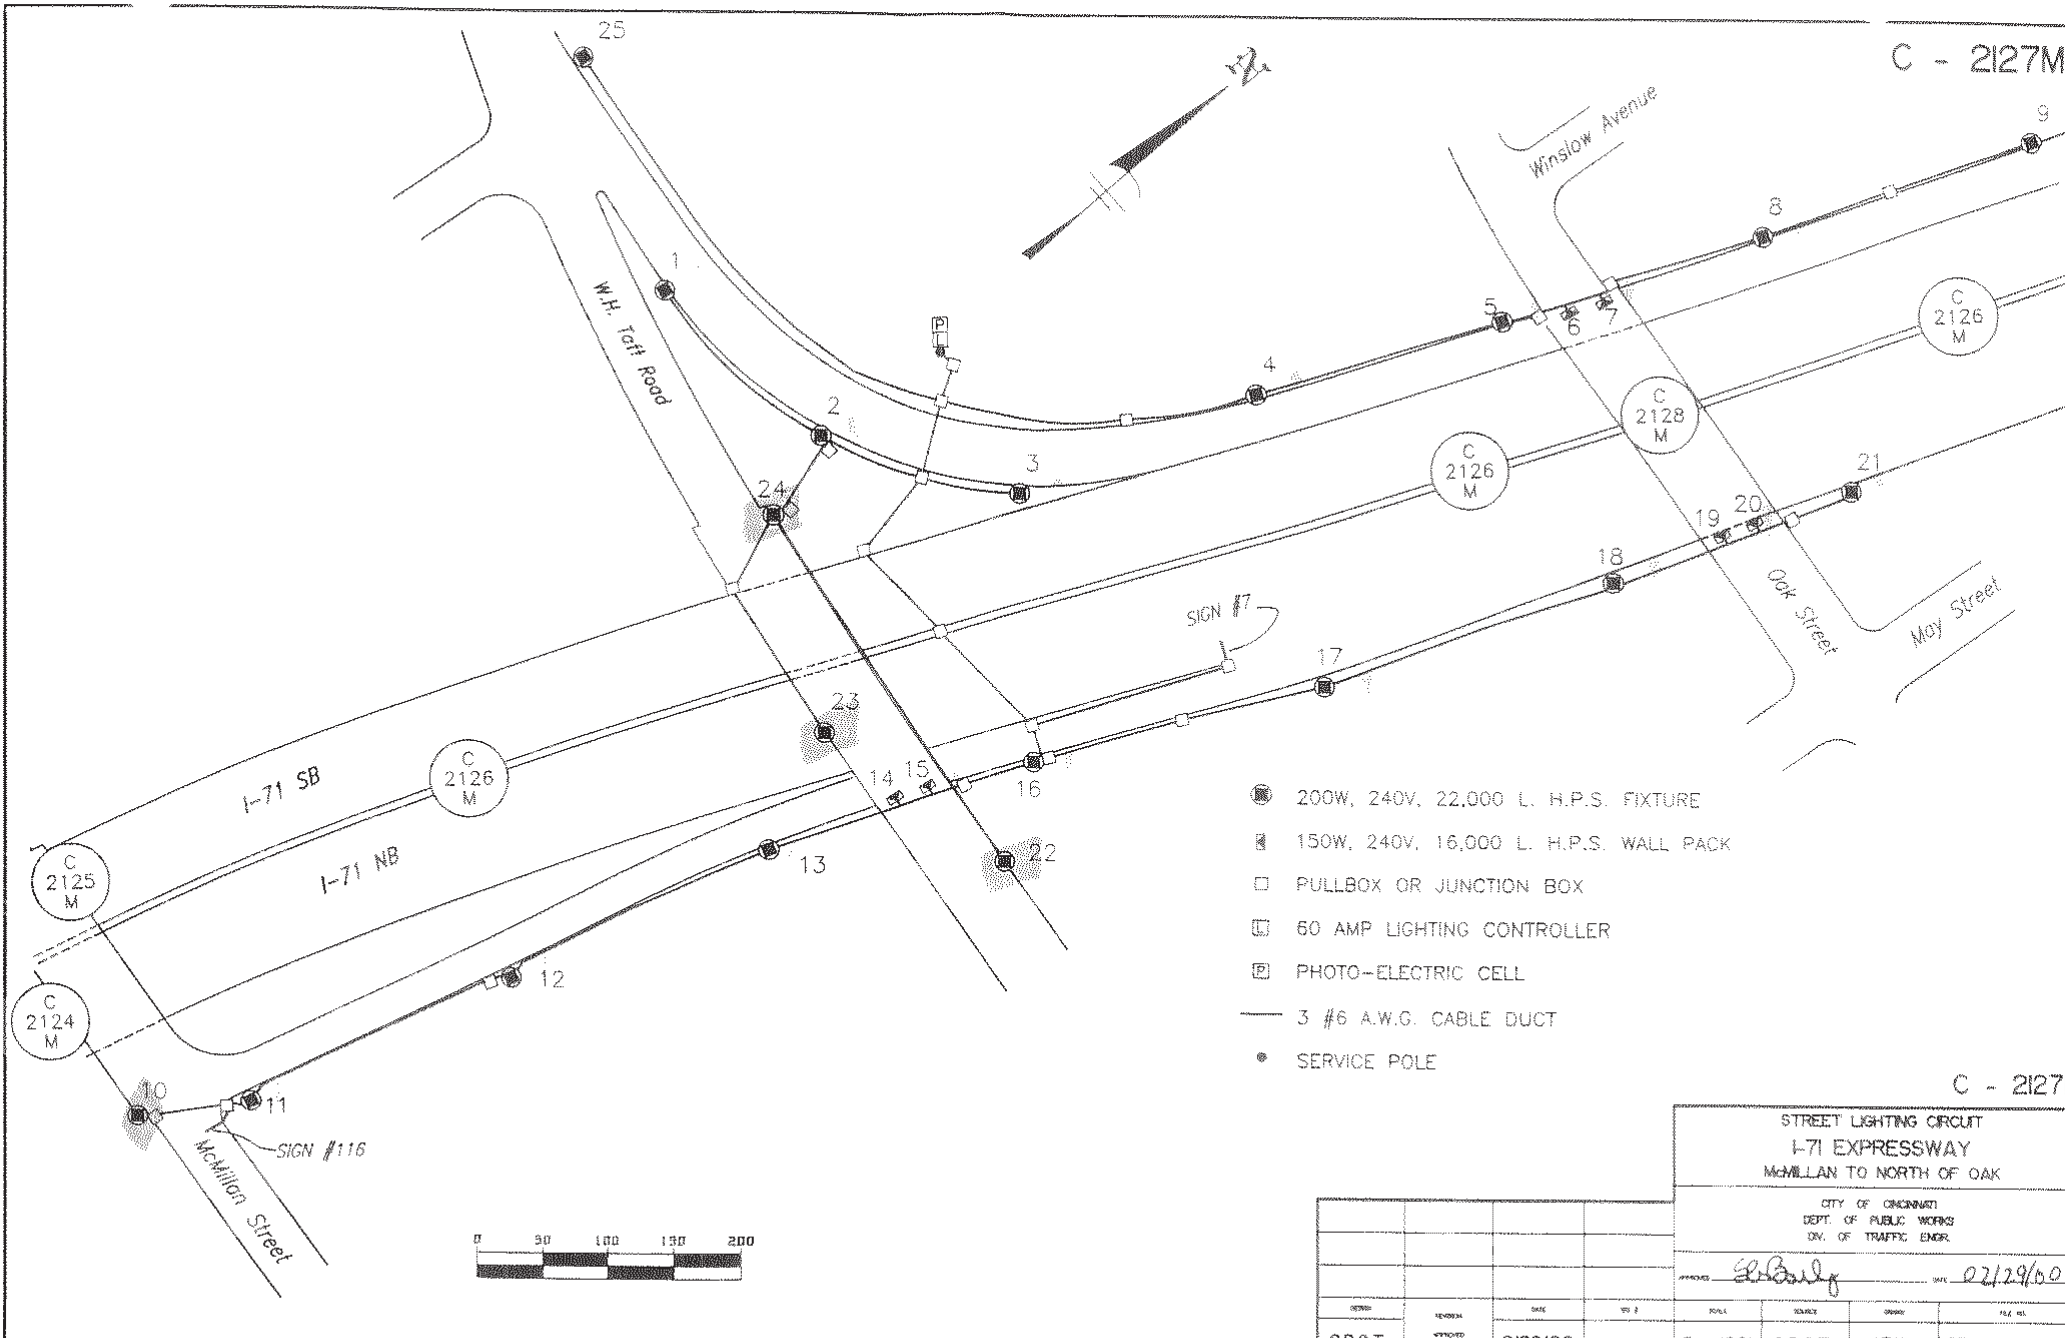 25
C - 2127M
Winslow Avenue
9
8
1
W.H. Taft Road
P
L
5
6
7
C
2126
M
4
2
C
2128
M
3
C
2126
M
21
24
20
19
18
Oak Street
May Street
SIGN #7
17
23
I-71 SB
C
2126
M
14
15
16
I-71 NB
13
22
C
2125
M
12
C
2124
M
10
11
SIGN #116
McMillan Street
200W, 240V, 22,000 L. H.P.S. FIXTURE
150W, 240V, 16,000 L. H.P.S. WALL PACK
PULLBOX OR JUNCTION BOX
L 60 AMP LIGHTING CONTROLLER
P PHOTO-ELECTRIC CELL
3 #6 A.W.G. CABLE DUCT
SERVICE POLE
0 50 100 150 200
C - 2127
STREET LIGHTING CIRCUIT
I-71 EXPRESSWAY
McMILLAN TO NORTH OF OAK
CITY OF CINCINNATI
DEPT. OF PUBLIC WORKS
DIV. OF TRAFFIC ENGR.
APPROVED DATE 02/29/00